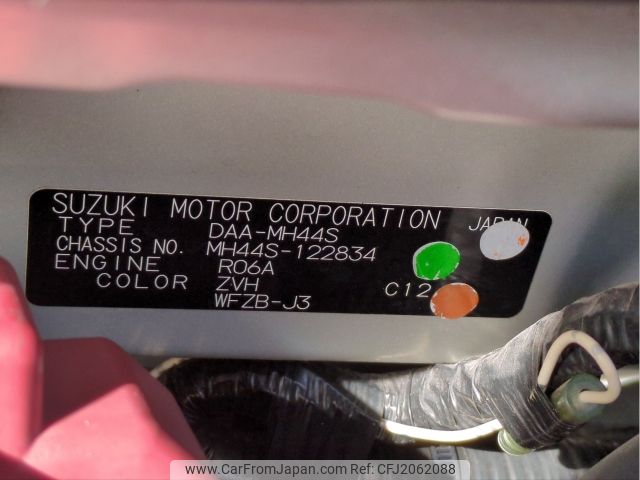 SUZUKI MOTOR CORPORATION JAPAN
TYPE DAA-MH44S
CHASSIS NO. MH44S-122834
ENGINE R06A
COLOR ZVH C12
WFZB-J3
www.CarFromJapan.com | Ref: CFJ2062088